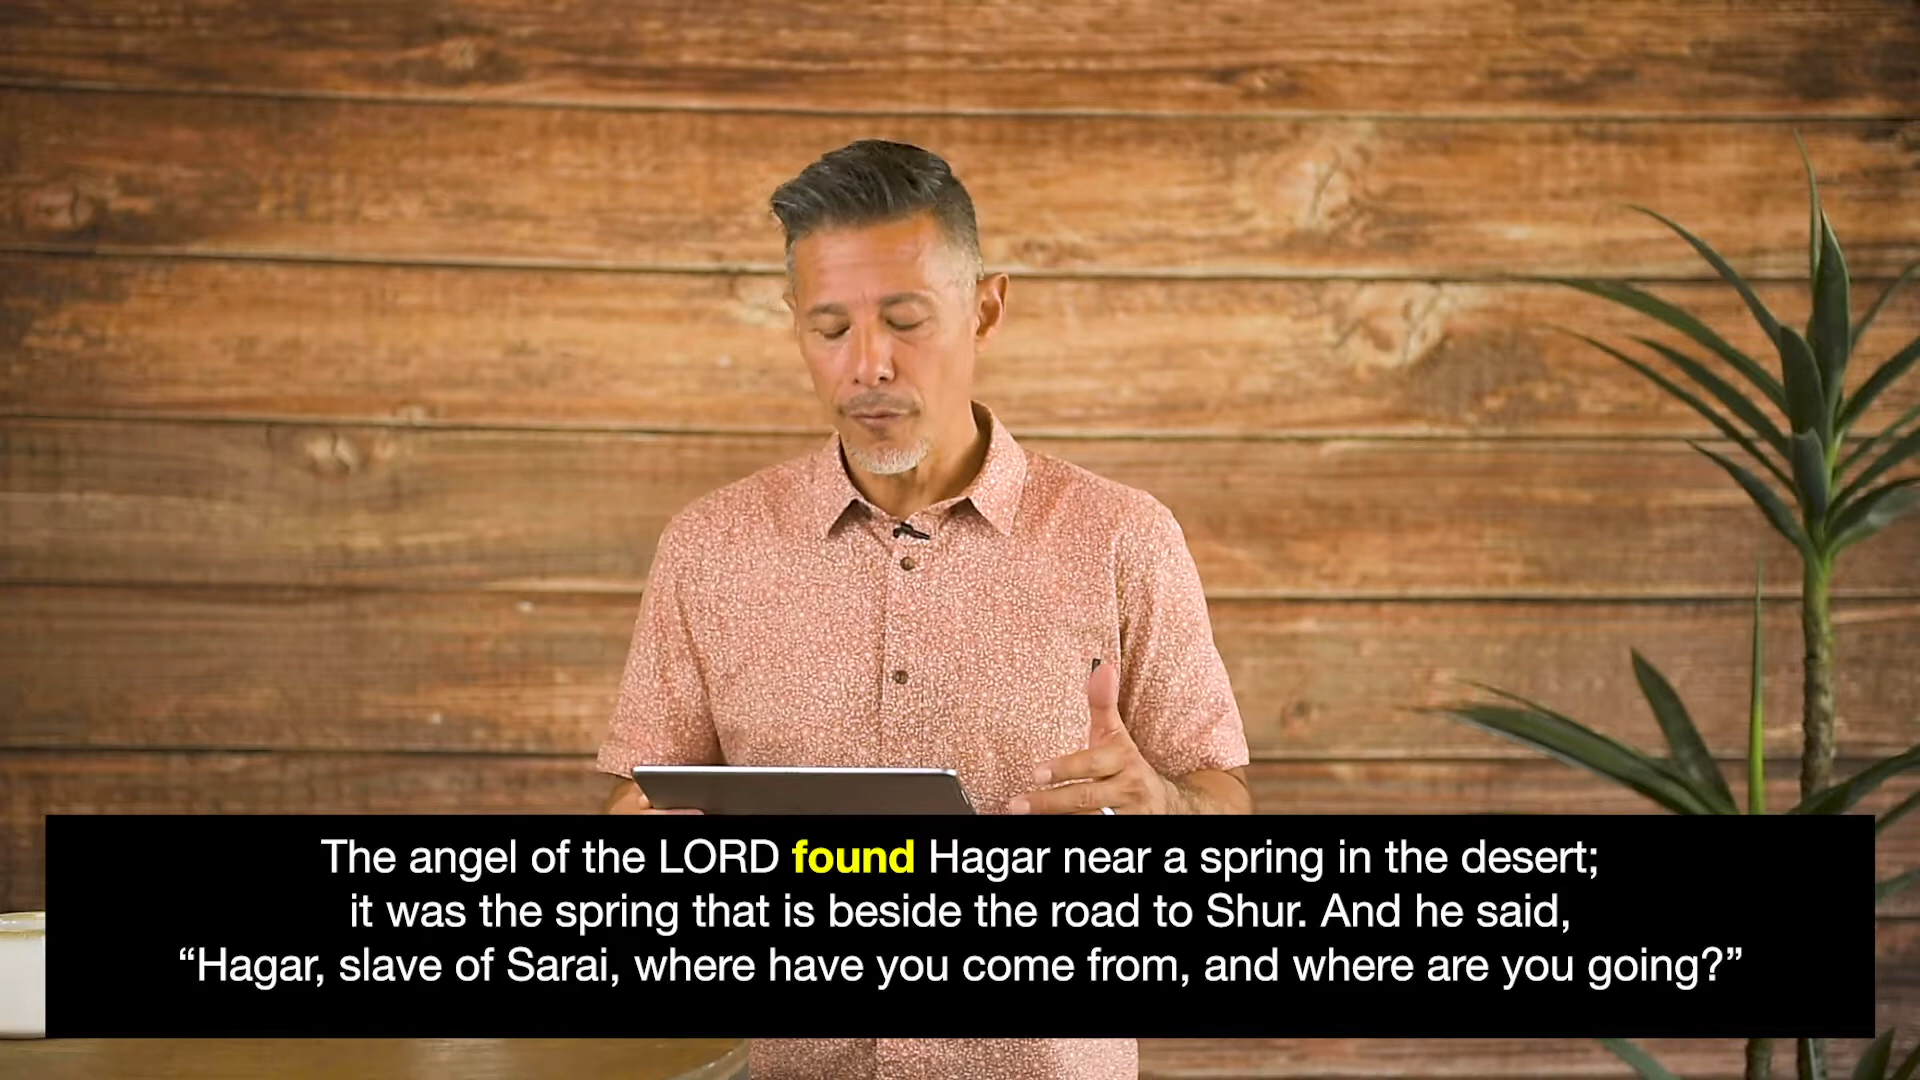 The angel of the LORD found Hagar near a spring in the desert;
it was the spring that is beside the road to Shur. And he said,
“Hagar, slave of Sarai, where have you come from, and where are you going?”